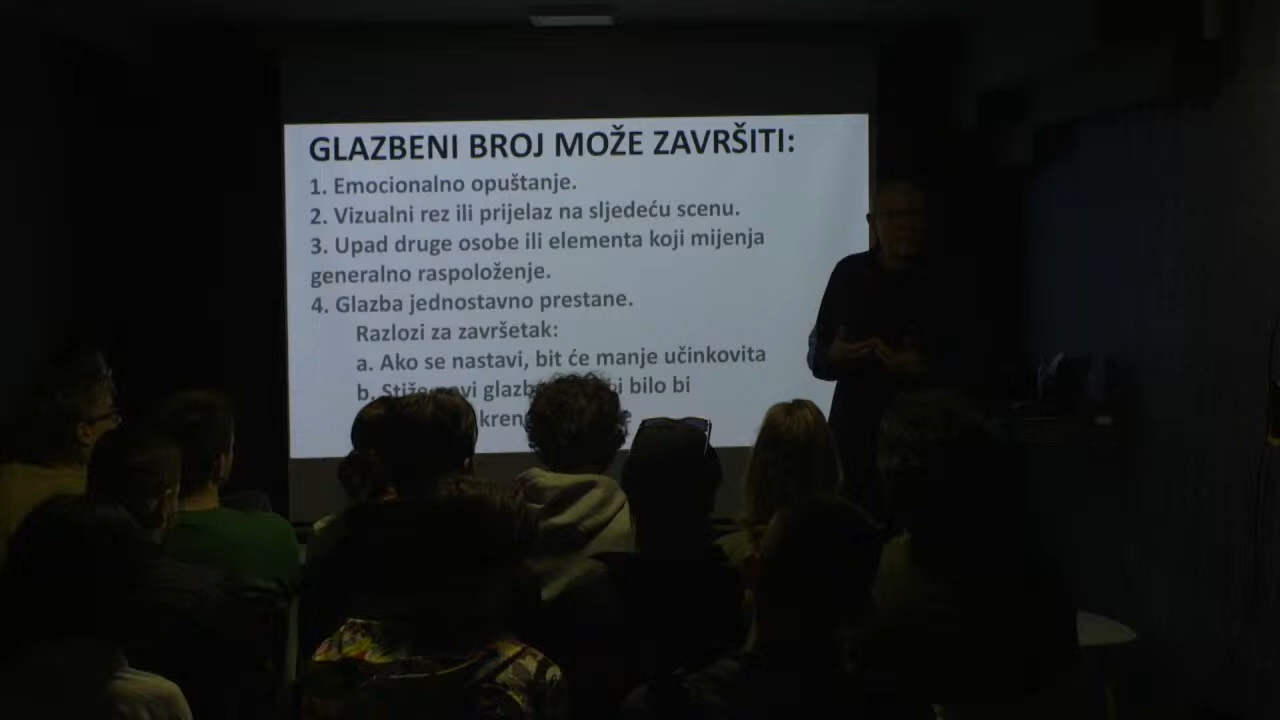 GLAZBENI BROJ MOŽE ZAVRŠITI:
1. Emocionalno opuštanje.
2. Vizualni rez ili prijelaz na sljedeću scenu.
3. Upad druge osobe ili elementa koji mijenja
generalno raspoloženje.
4. Glazba jednostavno prestane.
Razlozi za završetak:
a. Ako se nastavi, bit će manje učinkovita
b. bilo bi